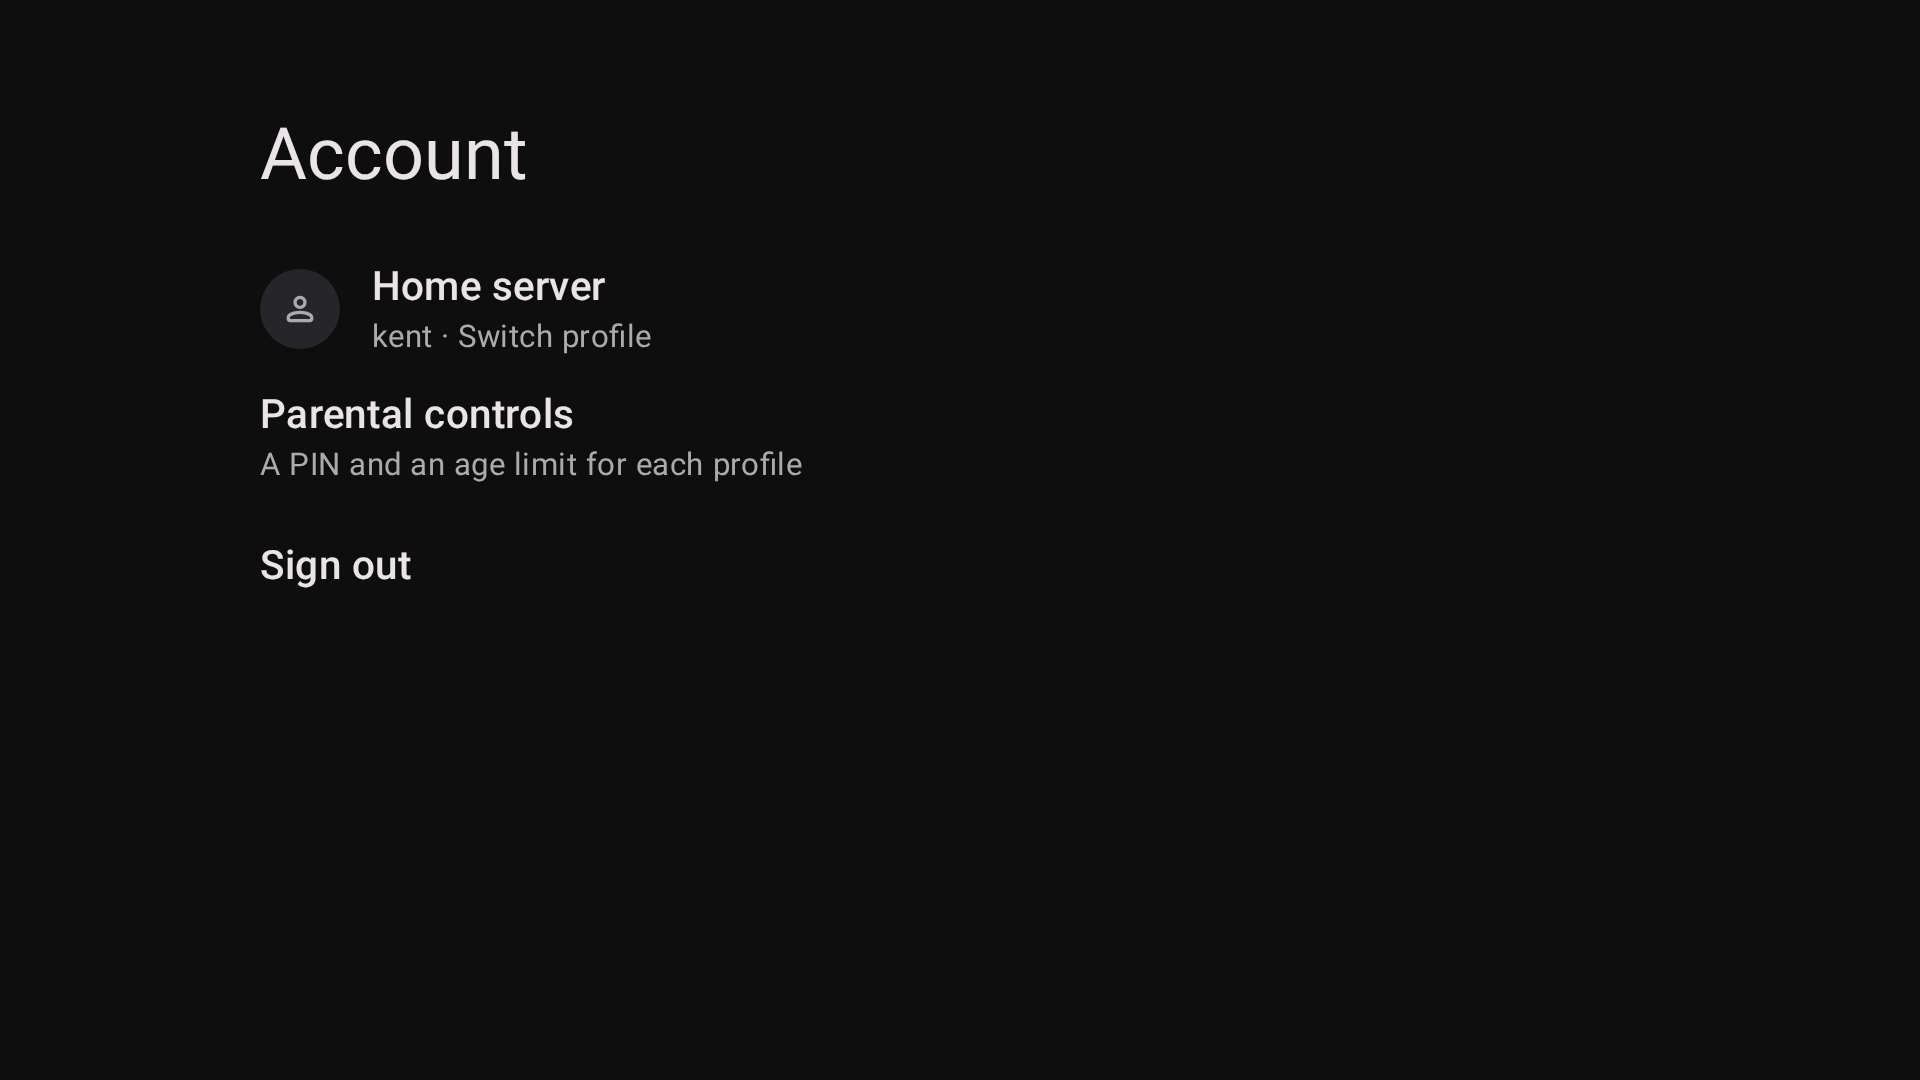 Account
Home server
kent · Switch profile
Parental controls
A PIN and an age limit for each profile
Sign out